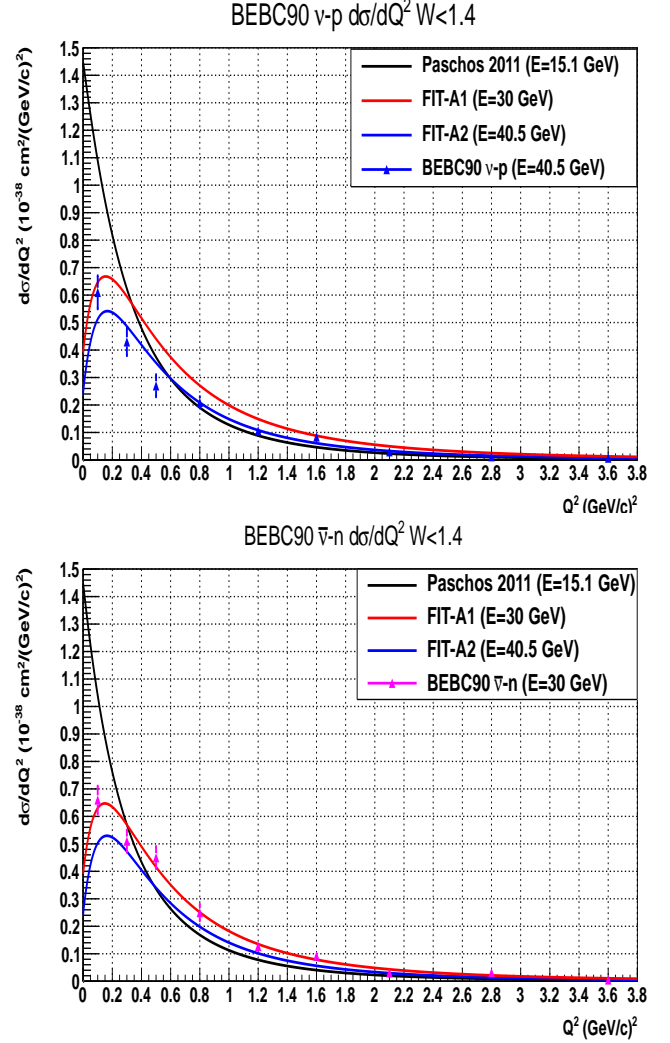 BEBC90 ν-p dσ/dQ² W<1.4
dσ/dQ² (10⁻³⁸ cm²/(GeV/c)²)
1.5
1.4
1.3
1.2
1.1
1
0.9
0.8
0.7
0.6
0.5
0.4
0.3
0.2
0.1
0
Paschos 2011 (E=15.1 GeV)
FIT-A1 (E=30 GeV)
FIT-A2 (E=40.5 GeV)
BEBC90 ν-p (E=40.5 GeV)
0 0.2 0.4 0.6 0.8 1 1.2 1.4 1.6 1.8 2 2.2 2.4 2.6 2.8 3 3.2 3.4 3.6 3.8
Q² (GeV/c)²
BEBC90 ν̅-n dσ/dQ² W<1.4
dσ/dQ² (10⁻³⁸ cm²/(GeV/c)²)
1.5
1.4
1.3
1.2
1.1
1
0.9
0.8
0.7
0.6
0.5
0.4
0.3
0.2
0.1
0
Paschos 2011 (E=15.1 GeV)
FIT-A1 (E=30 GeV)
FIT-A2 (E=40.5 GeV)
BEBC90 ν̅-n (E=30 GeV)
0 0.2 0.4 0.6 0.8 1 1.2 1.4 1.6 1.8 2 2.2 2.4 2.6 2.8 3 3.2 3.4 3.6 3.8
Q² (GeV/c)²